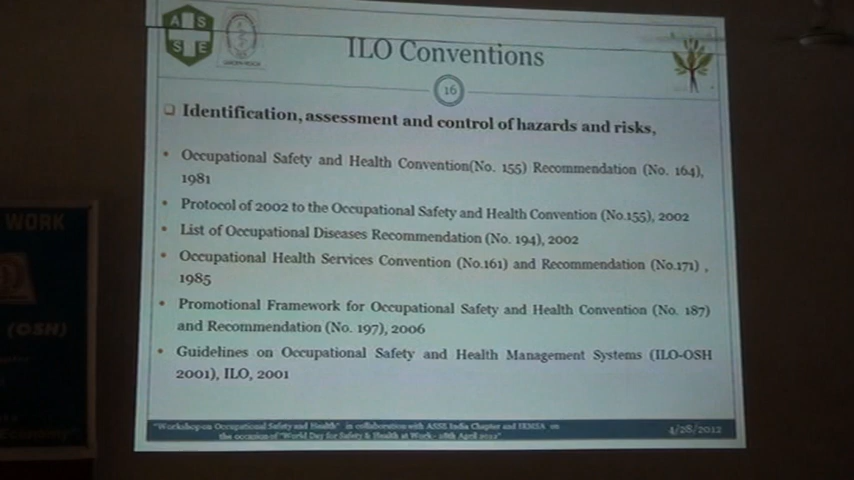 A S
S E
ILO Conventions
16
Identification, assessment and control of hazards and risks,
Occupational Safety and Health Convention(No. 155) Recommendation (No. 164),
1981
Protocol of 2002 to the Occupational Safety and Health Convention (No.155), 2002
List of Occupational Diseases Recommendation (No. 194), 2002
Occupational Health Services Convention (No.161) and Recommendation (No.171) ,
1985
Promotional Framework for Occupational Safety and Health Convention (No. 187)
and Recommendation (No. 197), 2006
Guidelines on Occupational Safety and Health Management Systems (ILO-OSH
2001), ILO, 2001
"Workshop on Occupational Safety and Health" in collaboration with ASSE India Chapter and on
the occasion of "World Day for Safety & Health at Work - 28th April 2012"
4/28/2012
WORK
(OSH)